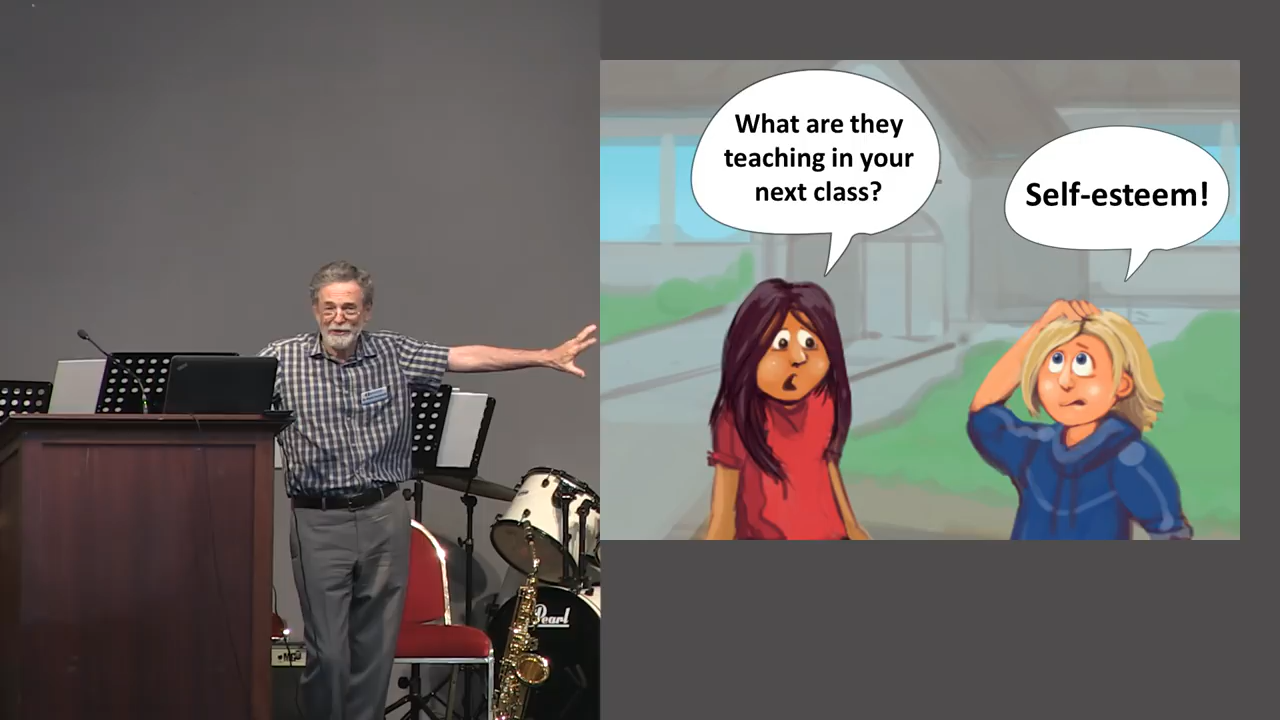 What are they
teaching in your
next class?
Self-esteem!
Pearl